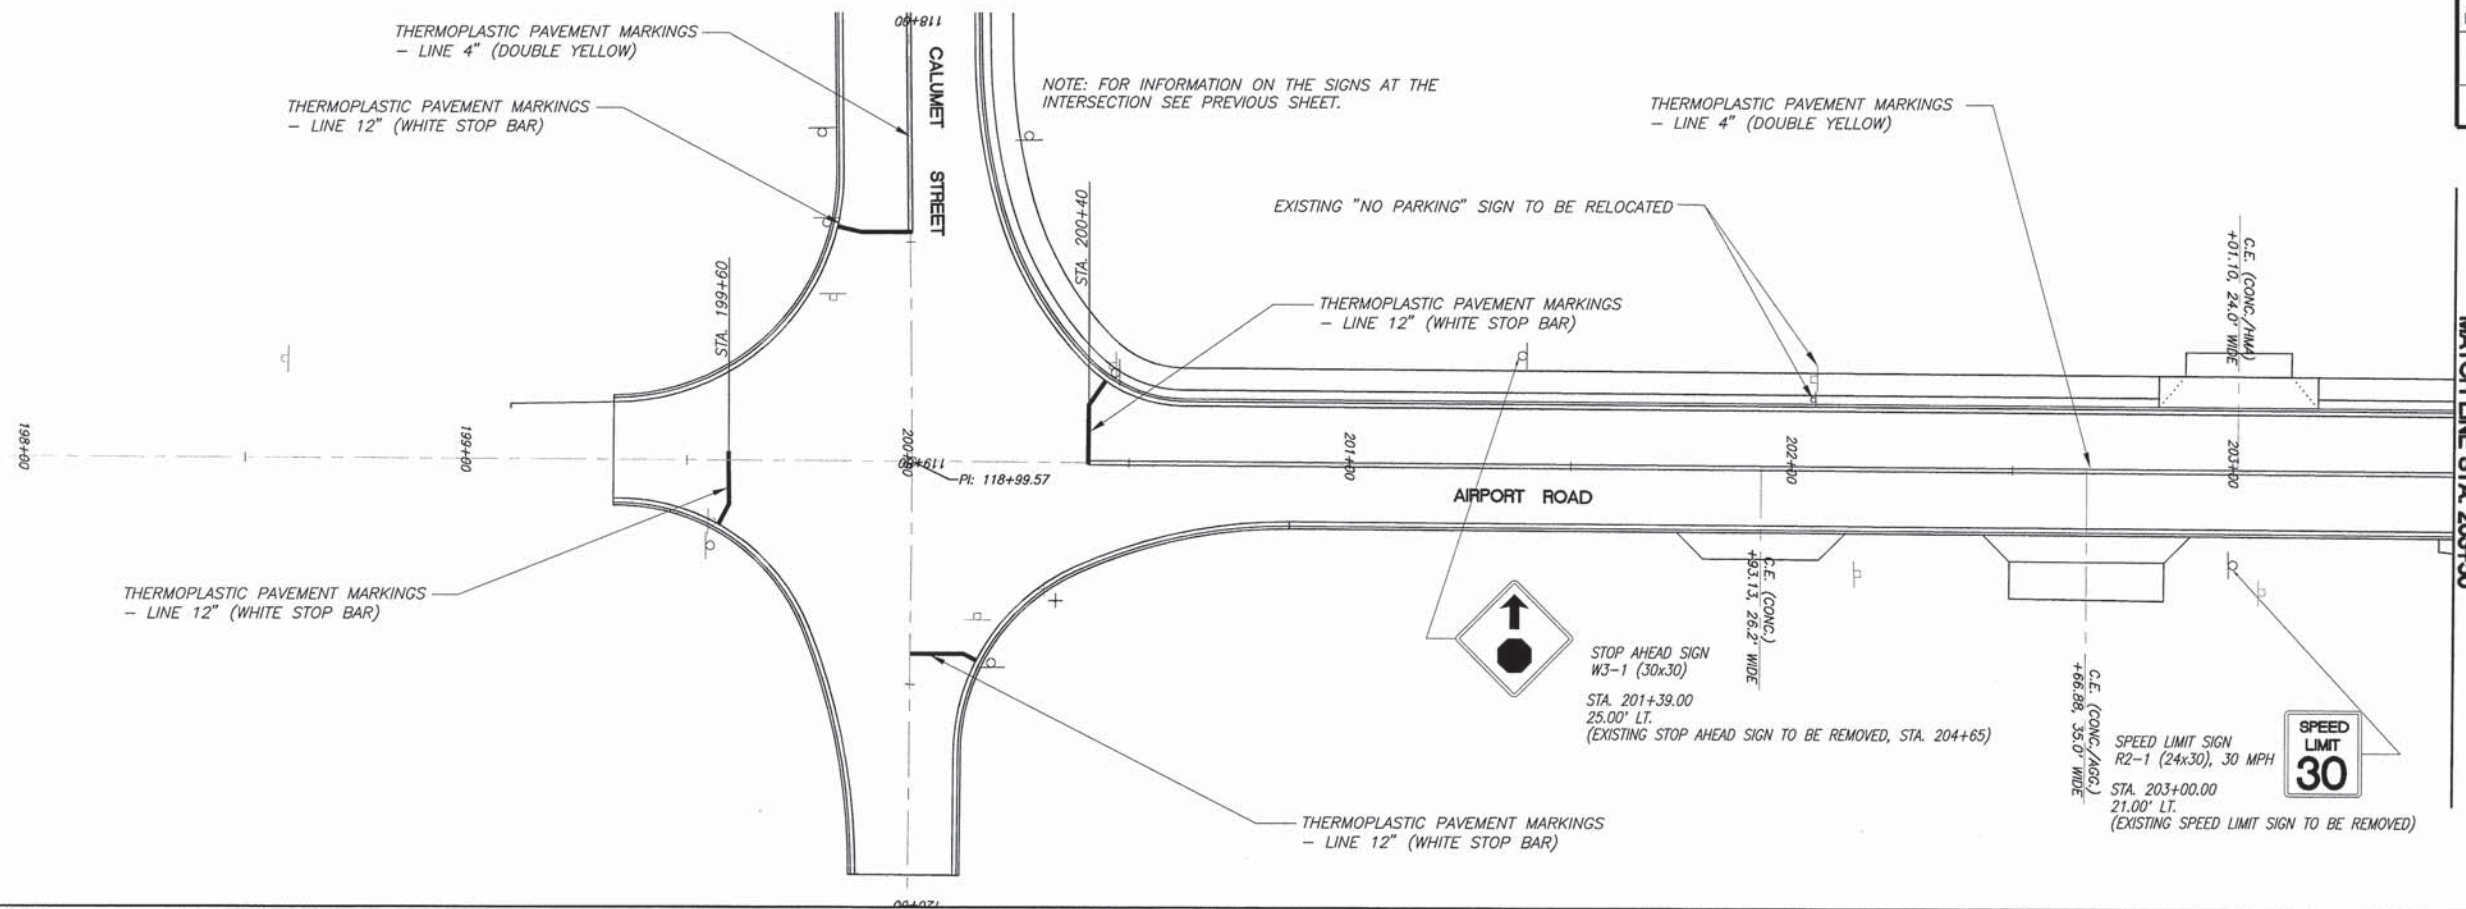 THERMOPLASTIC PAVEMENT MARKINGS
– LINE 4" (DOUBLE YELLOW)
THERMOPLASTIC PAVEMENT MARKINGS
– LINE 12" (WHITE STOP BAR)
118+00
CALUMET STREET
NOTE: FOR INFORMATION ON THE SIGNS AT THE
INTERSECTION SEE PREVIOUS SHEET.
THERMOPLASTIC PAVEMENT MARKINGS
– LINE 4" (DOUBLE YELLOW)
EXISTING "NO PARKING" SIGN TO BE RELOCATED
STA. 199+60
STA. 200+40
THERMOPLASTIC PAVEMENT MARKINGS
– LINE 12" (WHITE STOP BAR)
C.E. (CONC./HMA)
+01.10, 24.0' WIDE
198+00
199+00
200+00
119+00
PI: 118+99.57
201+00
202+00
203+00
AIRPORT ROAD
THERMOPLASTIC PAVEMENT MARKINGS
– LINE 12" (WHITE STOP BAR)
C.E. (CONC.)
+93.13, 26.2' WIDE
STOP AHEAD SIGN
W3-1 (30x30)
STA. 201+39.00
25.00' LT.
(EXISTING STOP AHEAD SIGN TO BE REMOVED, STA. 204+65)
C.E. (CONC./AGG.)
+66.88, 35.0' WIDE
SPEED LIMIT SIGN
R2-1 (24x30), 30 MPH
STA. 203+00.00
21.00' LT.
(EXISTING SPEED LIMIT SIGN TO BE REMOVED)
SPEED
LIMIT
30
THERMOPLASTIC PAVEMENT MARKINGS
– LINE 12" (WHITE STOP BAR)
120+00
MATCH LINE STA.